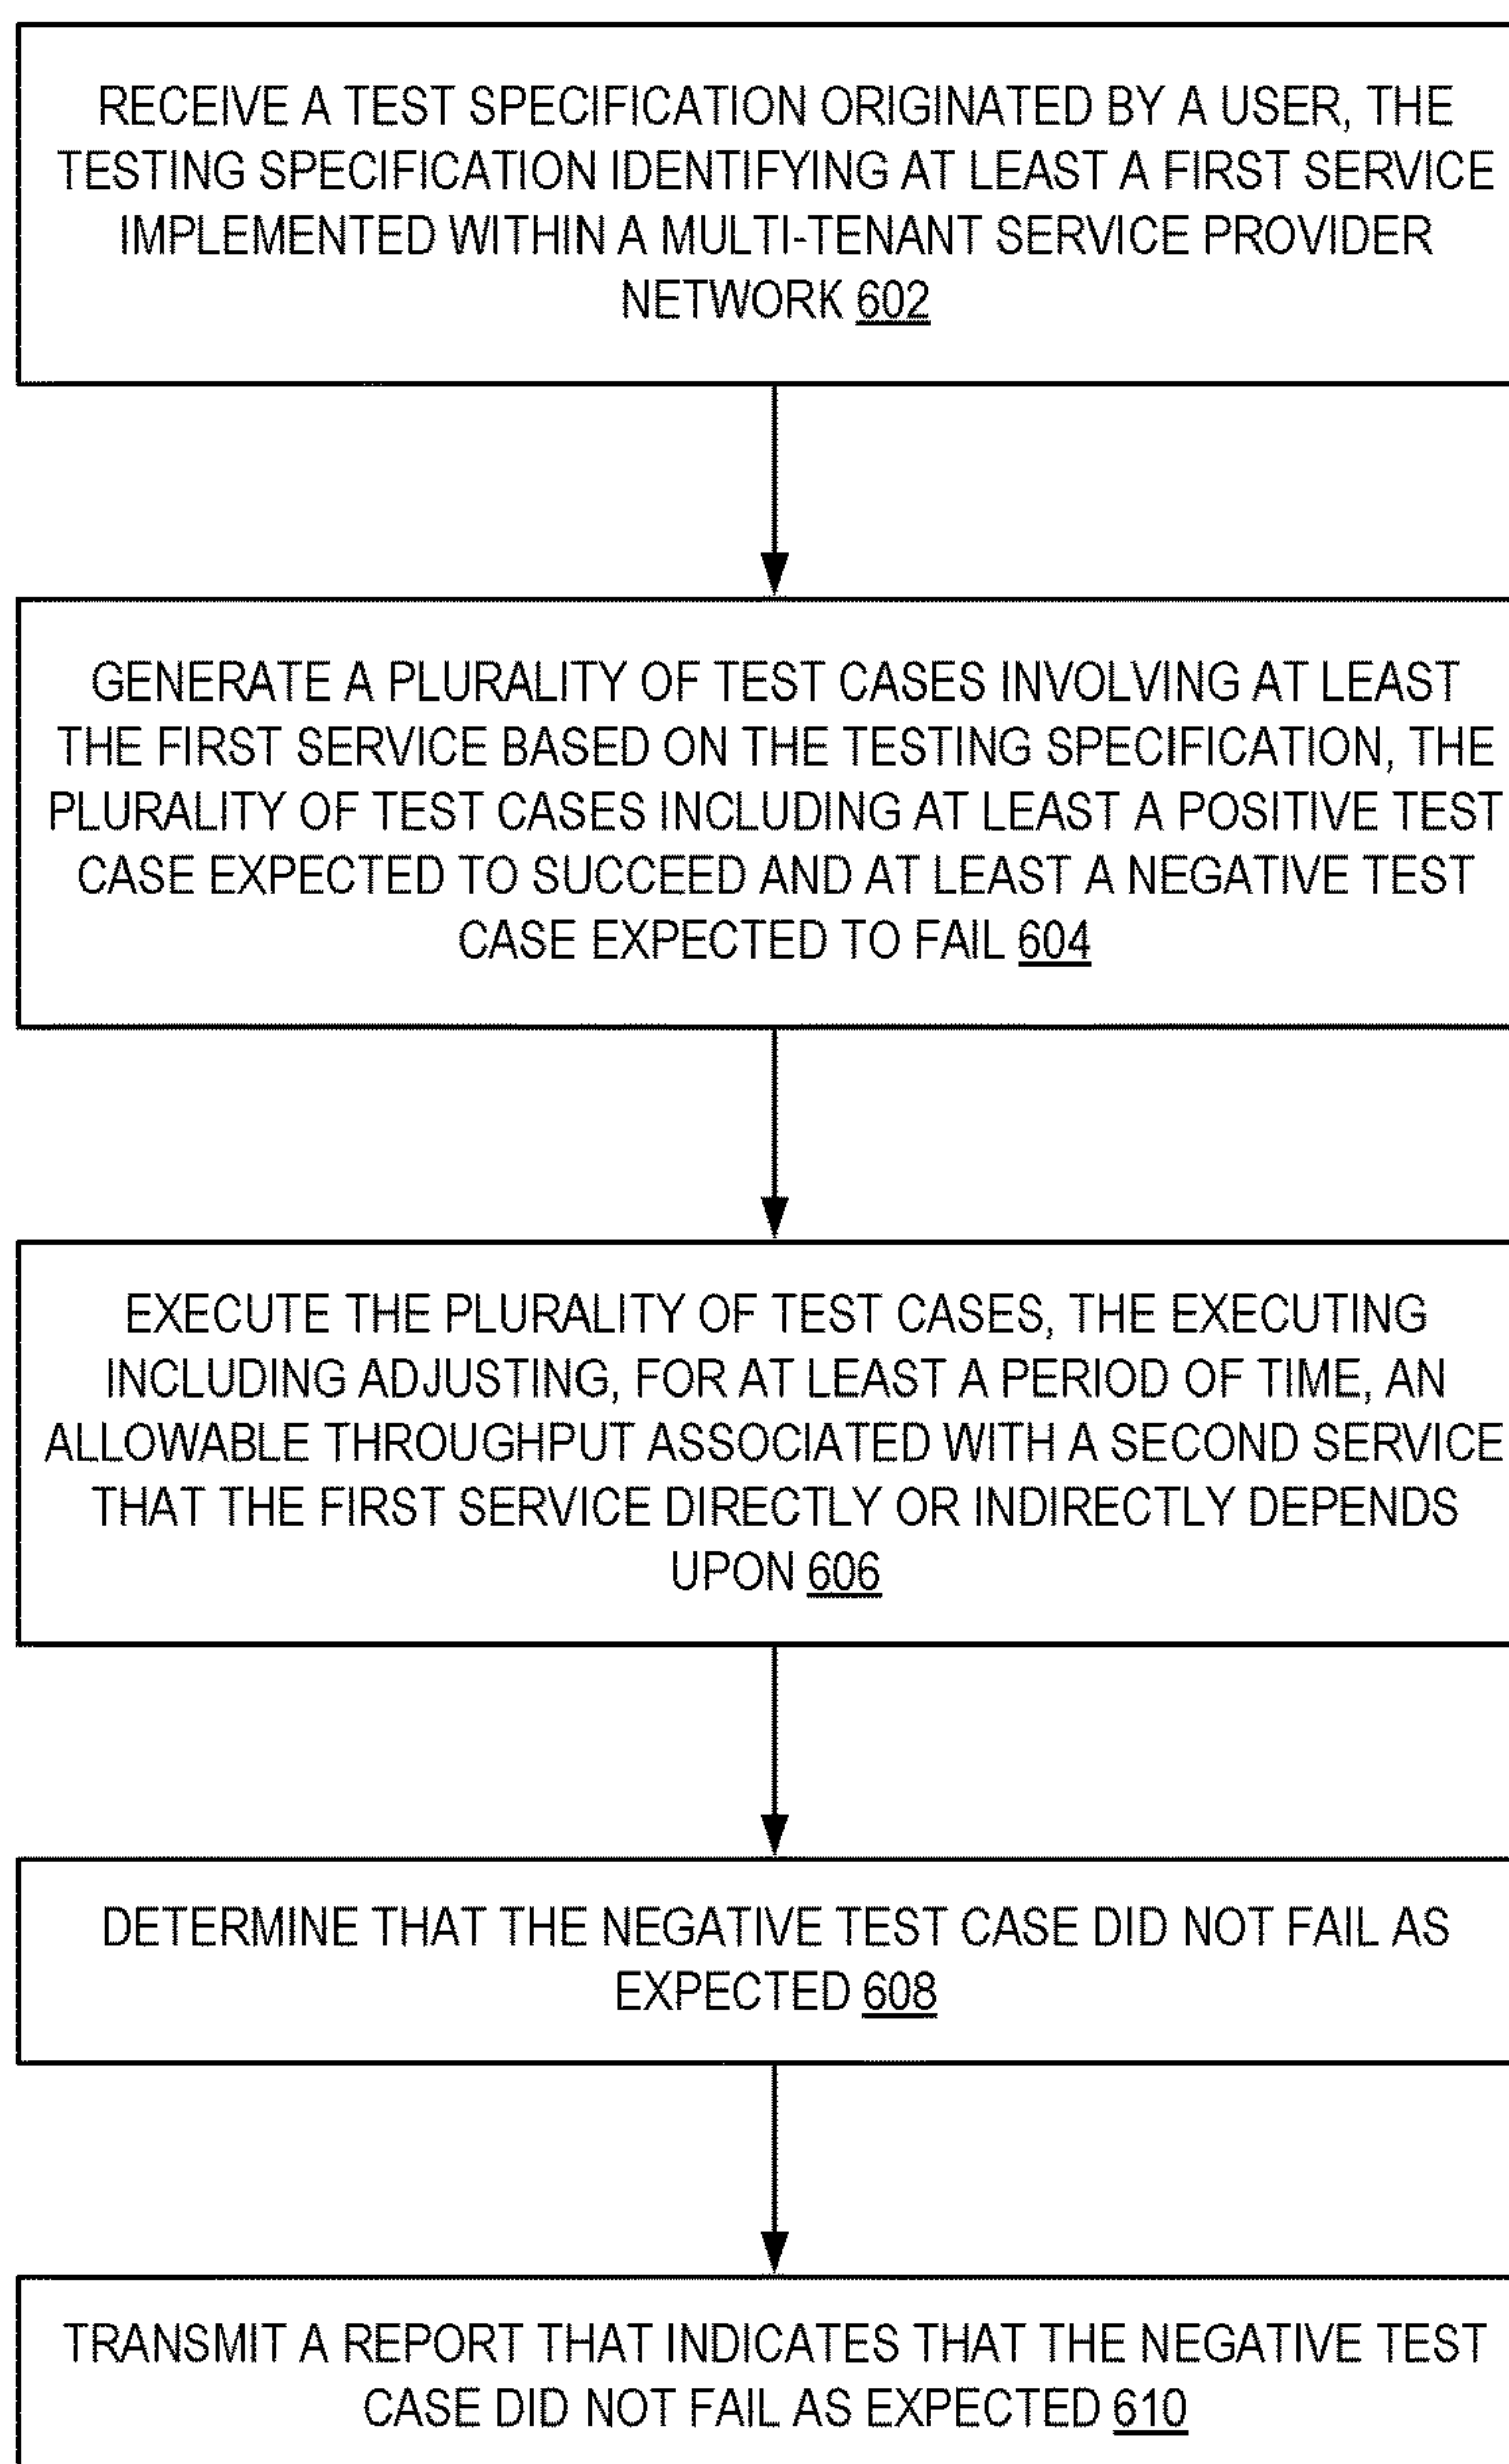 RECEIVE A TEST SPECIFICATION ORIGINATED BY A USER, THE
TESTING SPECIFICATION IDENTIFYING AT LEAST A FIRST SERVICE
IMPLEMENTED WITHIN A MULTI-TENANT SERVICE PROVIDER
NETWORK 602
GENERATE A PLURALITY OF TEST CASES INVOLVING AT LEAST
THE FIRST SERVICE BASED ON THE TESTING SPECIFICATION, THE
PLURALITY OF TEST CASES INCLUDING AT LEAST A POSITIVE TEST
CASE EXPECTED TO SUCCEED AND AT LEAST A NEGATIVE TEST
CASE EXPECTED TO FAIL 604
EXECUTE THE PLURALITY OF TEST CASES, THE EXECUTING
INCLUDING ADJUSTING, FOR AT LEAST A PERIOD OF TIME, AN
ALLOWABLE THROUGHPUT ASSOCIATED WITH A SECOND SERVICE
THAT THE FIRST SERVICE DIRECTLY OR INDIRECTLY DEPENDS
UPON 606
DETERMINE THAT THE NEGATIVE TEST CASE DID NOT FAIL AS
EXPECTED 608
TRANSMIT A REPORT THAT INDICATES THAT THE NEGATIVE TEST
CASE DID NOT FAIL AS EXPECTED 610